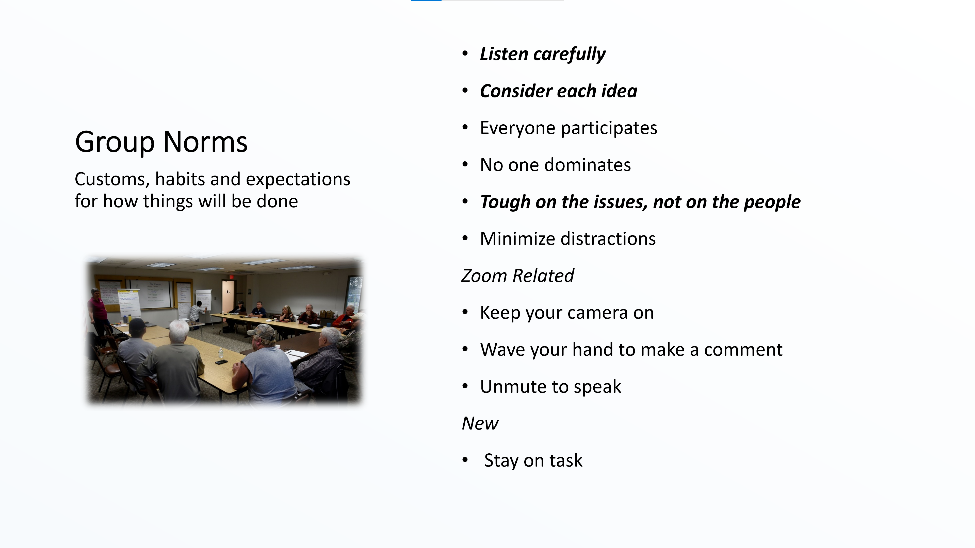 Group Norms
Customs, habits and expectations
for how things will be done
• Listen carefully
• Consider each idea
• Everyone participates
• No one dominates
• Tough on the issues, not on the people
• Minimize distractions
Zoom Related
• Keep your camera on
• Wave your hand to make a comment
• Unmute to speak
New
• Stay on task